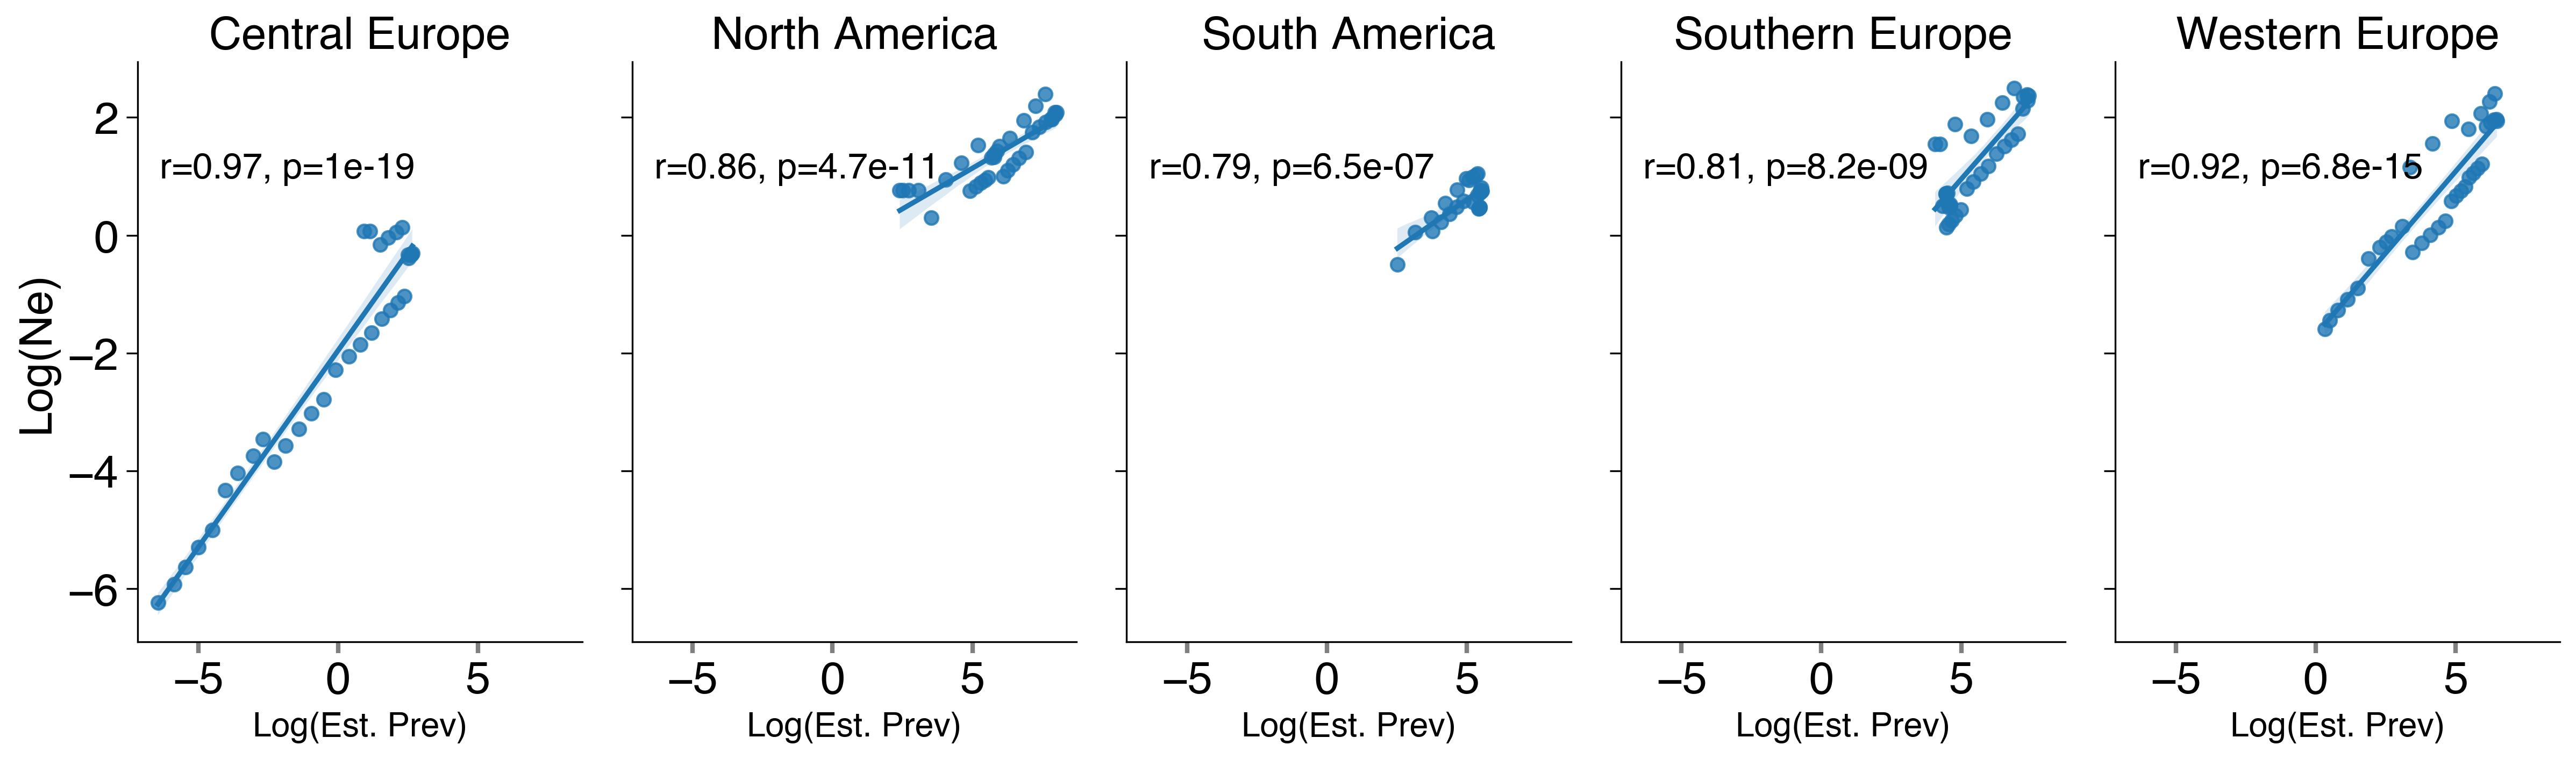 Central Europe
North America
South America
Southern Europe
Western Europe
r=0.97, p=1e-19
r=0.86, p=4.7e-11
r=0.79, p=6.5e-07
r=0.81, p=8.2e-09
r=0.92, p=6.8e-15
Log(Ne)
2
0
−2
−4
−6
−5 0 5
−5 0 5
−5 0 5
−5 0 5
−5 0 5
Log(Est. Prev)
Log(Est. Prev)
Log(Est. Prev)
Log(Est. Prev)
Log(Est. Prev)